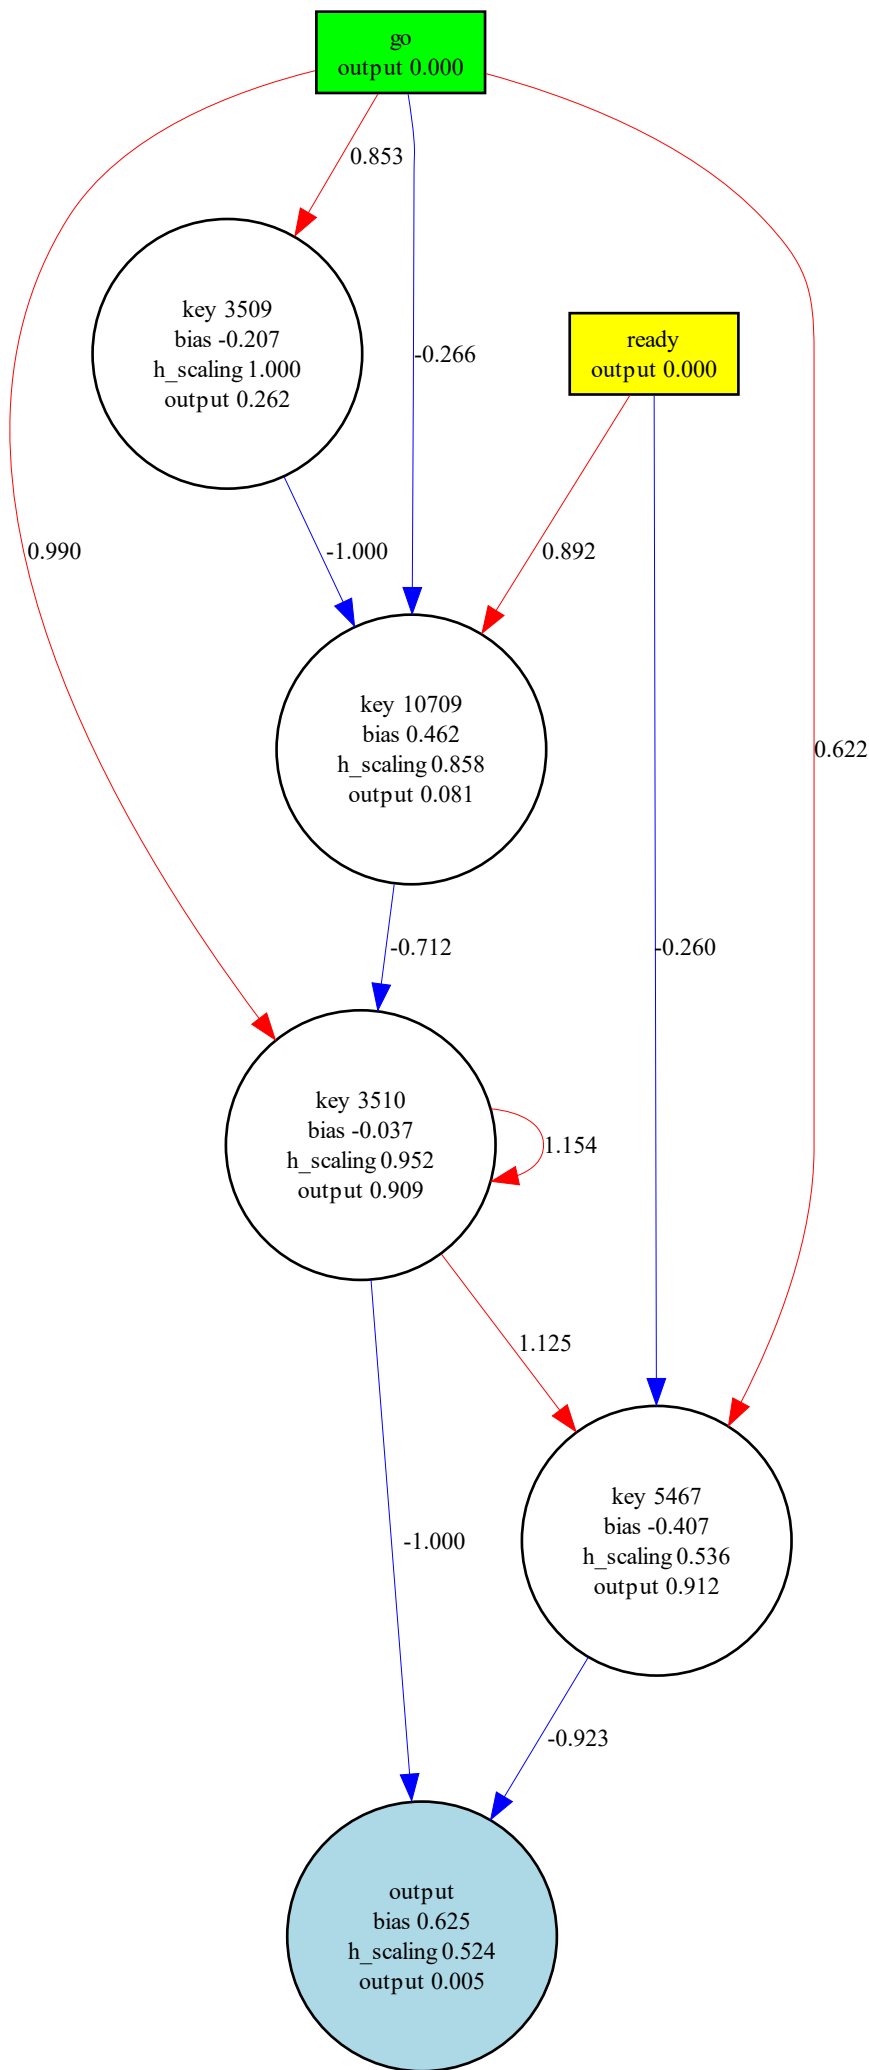 go
output 0.000
0.853
key 3509
bias -0.207
h_scaling 1.000
output 0.262
-0.266
ready
output 0.000
0.990
-1.000
0.892
key 10709
bias 0.462
h_scaling 0.858
output 0.081
0.622
-0.712
-0.260
key 3510
bias -0.037
h_scaling 0.952
output 0.909
1.154
1.125
key 5467
bias -0.407
h_scaling 0.536
output 0.912
-1.000
-0.923
output
bias 0.625
h_scaling 0.524
output 0.005